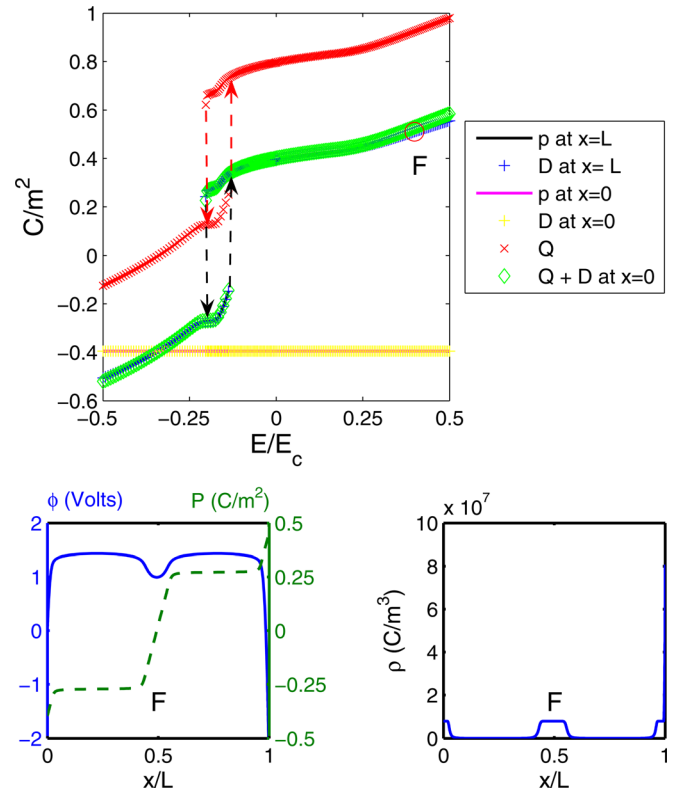 1
0.8
0.6
0.4
0.2
0
−0.2
−0.4
−0.6
C/m²
−0.5
−0.25
0
0.25
0.5
E/E_c
F
p at x=L
D at x= L
p at x=0
D at x=0
Q
Q + D at x=0
ϕ (Volts)
P (C/m²)
2
1
0
−1
−2
0.5
0.25
0
−0.25
−0.5
F
0
0.5
1
x/L
x 10⁷
10
8
6
4
2
0
ρ (C/m³)
F
0
0.5
1
x/L